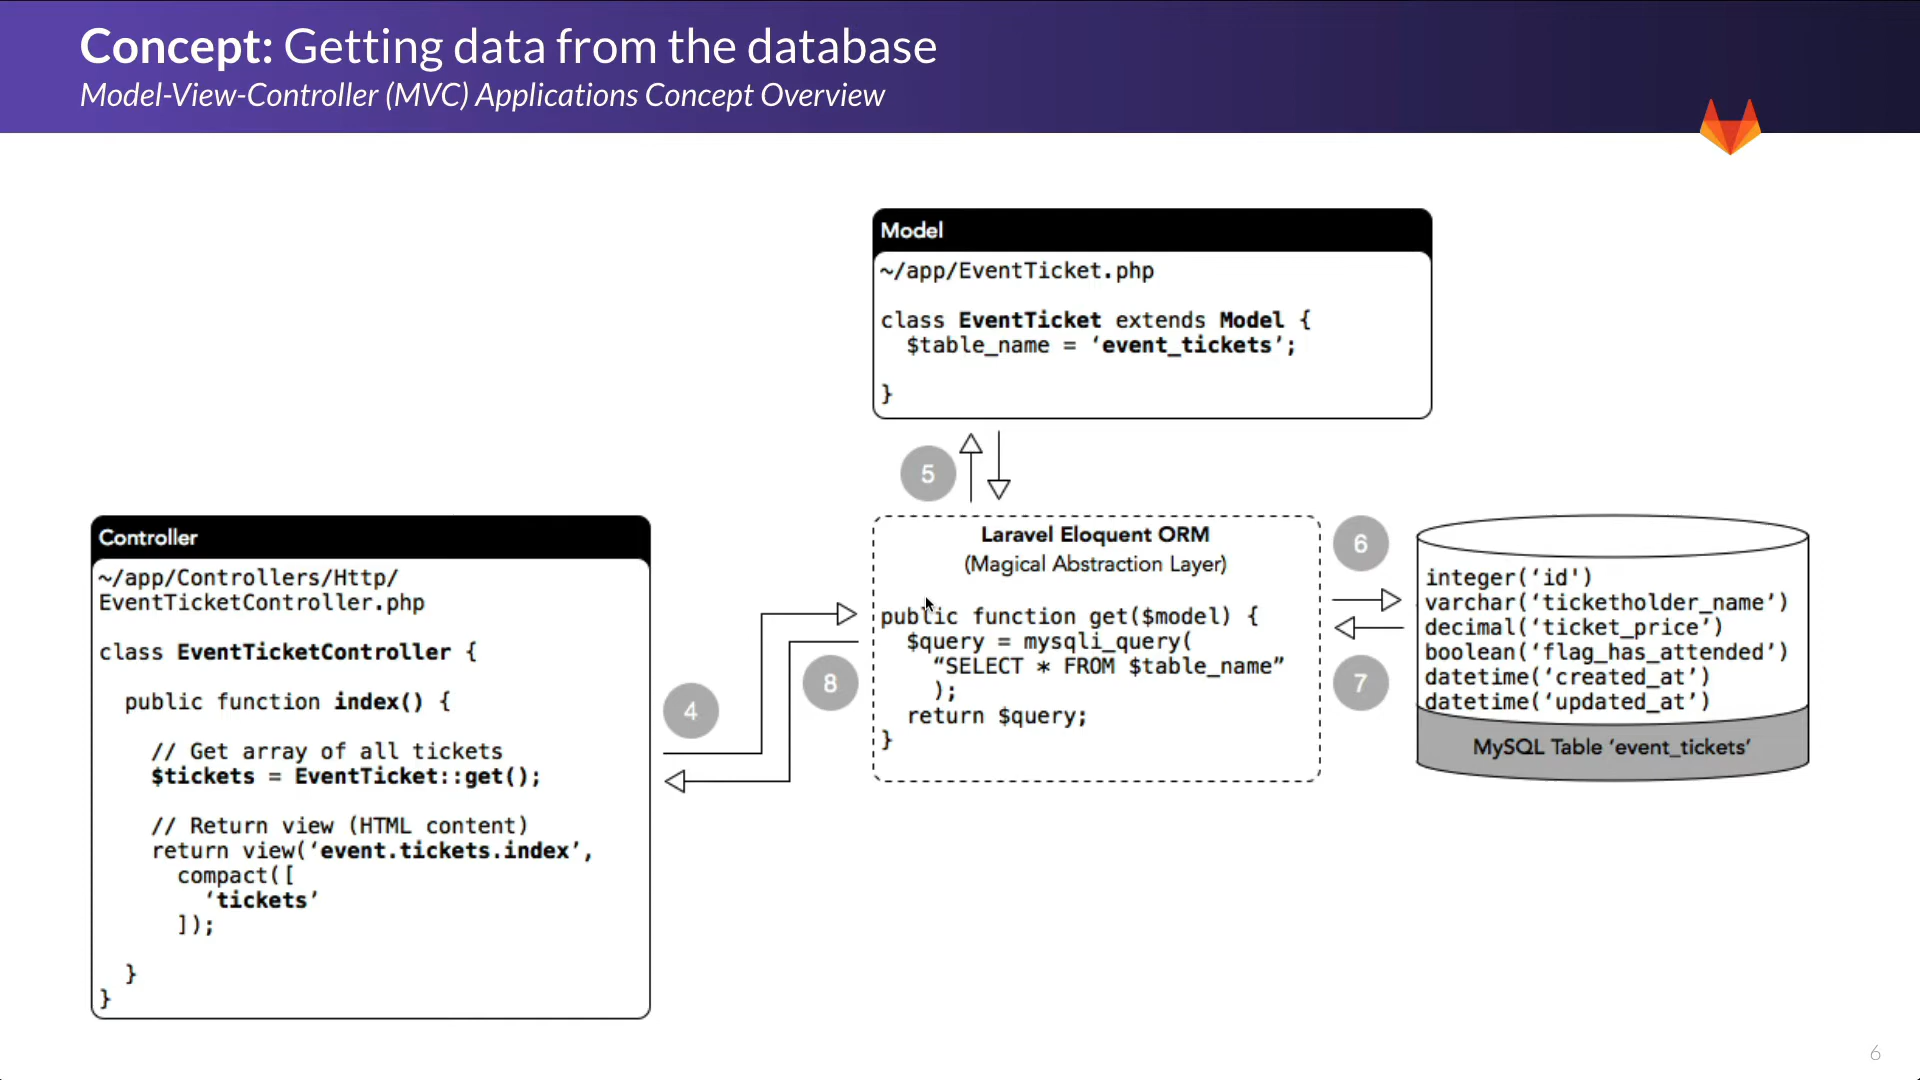 Concept: Getting data from the database
Model-View-Controller (MVC) Applications Concept Overview
Model
~/app/EventTicket.php
class EventTicket extends Model {
$table_name = ‘event_tickets’;
}
5
Controller
~/app/Controllers/Http/
EventTicketController.php
class EventTicketController {
public function index() {
// Get array of all tickets
$tickets = EventTicket::get();
// Return view (HTML content)
return view(‘event.tickets.index’,
compact([
‘tickets’
]);
}
}
4
8
Laravel Eloquent ORM
(Magical Abstraction Layer)
public function get($model) {
$query = mysqli_query(
“SELECT * FROM $table_name”
);
return $query;
}
6
7
integer(‘id')
varchar(‘ticketholder_name’)
decimal(‘ticket_price’)
boolean(‘flag_has_attended’)
datetime(‘created_at’)
datetime(‘updated_at’)
MySQL Table ‘event_tickets’
6